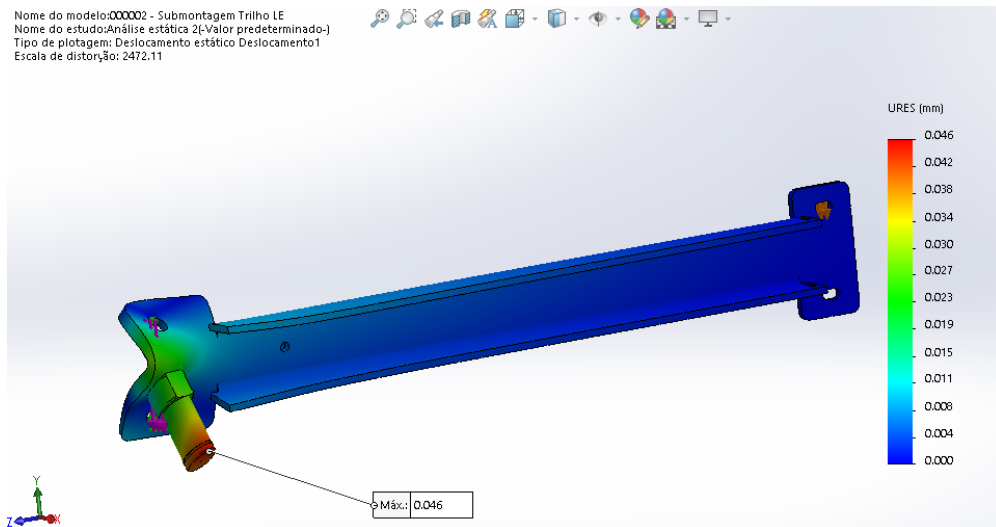 Nome do modelo:000002 - Submontagem Trilho LE
Nome do estudo:Análise estática 2(-Valor predeterminado-)
Tipo de plotagem: Deslocamento estático Deslocamento1
Escala de distorção: 2472.11
URES (mm)
0.046
0.042
0.038
0.034
0.030
0.027
0.023
0.019
0.015
0.011
0.008
0.004
0.000
Máx.: 0.046
Y
Z
X